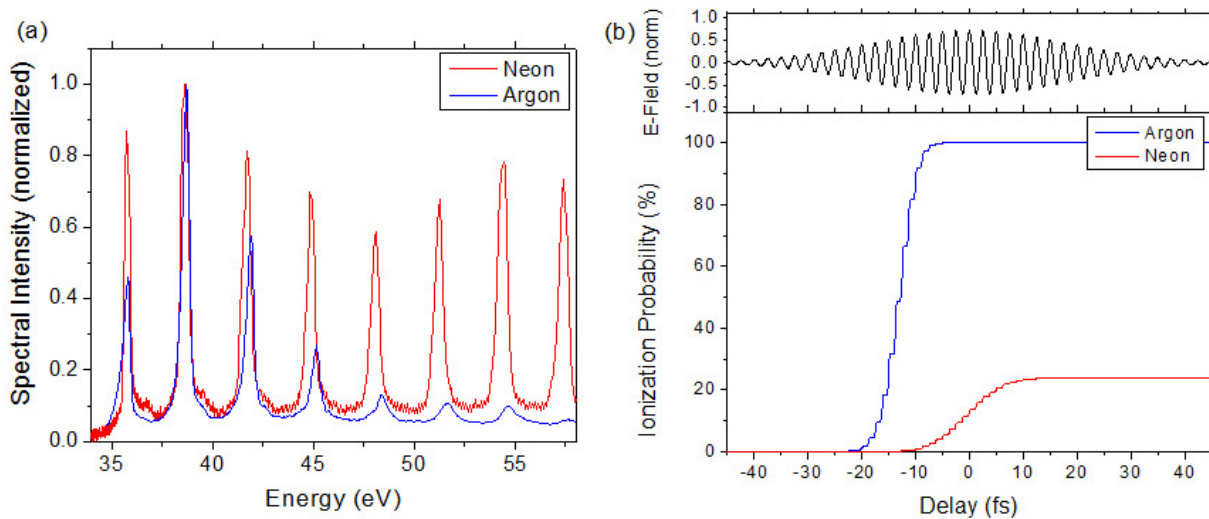 (a)
Neon
Argon
1.0
0.8
0.6
0.4
0.2
0.0
Spectral Intensity (normalized)
35 40 45 50 55
Energy (eV)
(b)
1.0
0.5
0.0
-0.5
-1.0
E-Field (norm)
Argon
Neon
100
80
60
40
20
0
Ionization Probability (%)
-40 -30 -20 -10 0 10 20 30 40
Delay (fs)